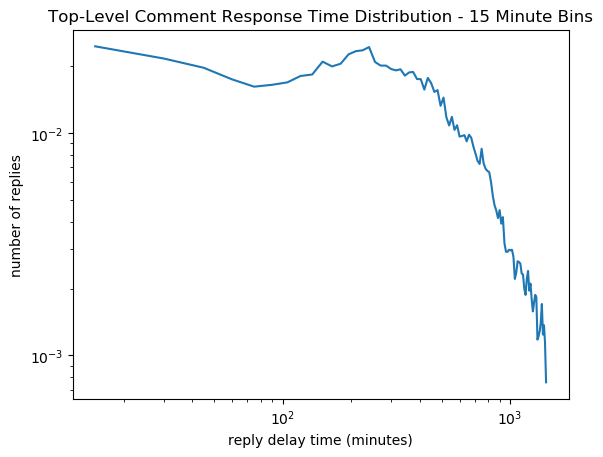 Top-Level Comment Response Time Distribution - 15 Minute Bins
number of replies
10⁻²
10⁻³
10²
10³
reply delay time (minutes)